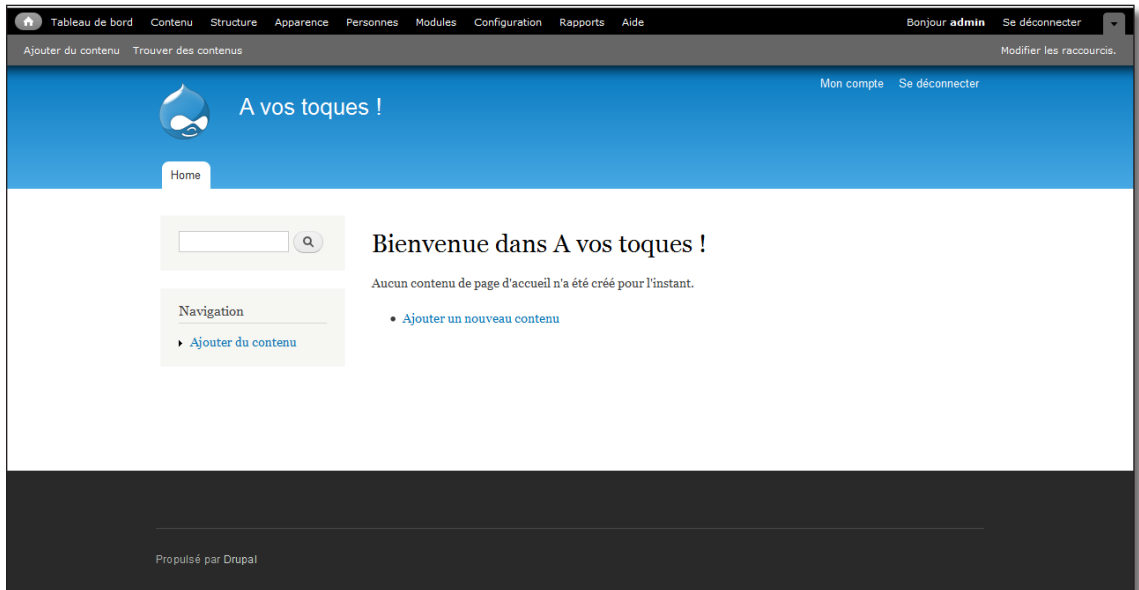 Tableau de bord Contenu Structure Apparence Personnes Modules Configuration Rapports Aide Bonjour admin Se déconnecter
Ajouter du contenu Trouver des contenus Modifier les raccourcis.
Mon compte Se déconnecter
A vos toques !
Home
Bienvenue dans A vos toques !
Aucun contenu de page d'accueil n'a été créé pour l'instant.
Ajouter un nouveau contenu
Navigation
Ajouter du contenu
Propulsé par Drupal